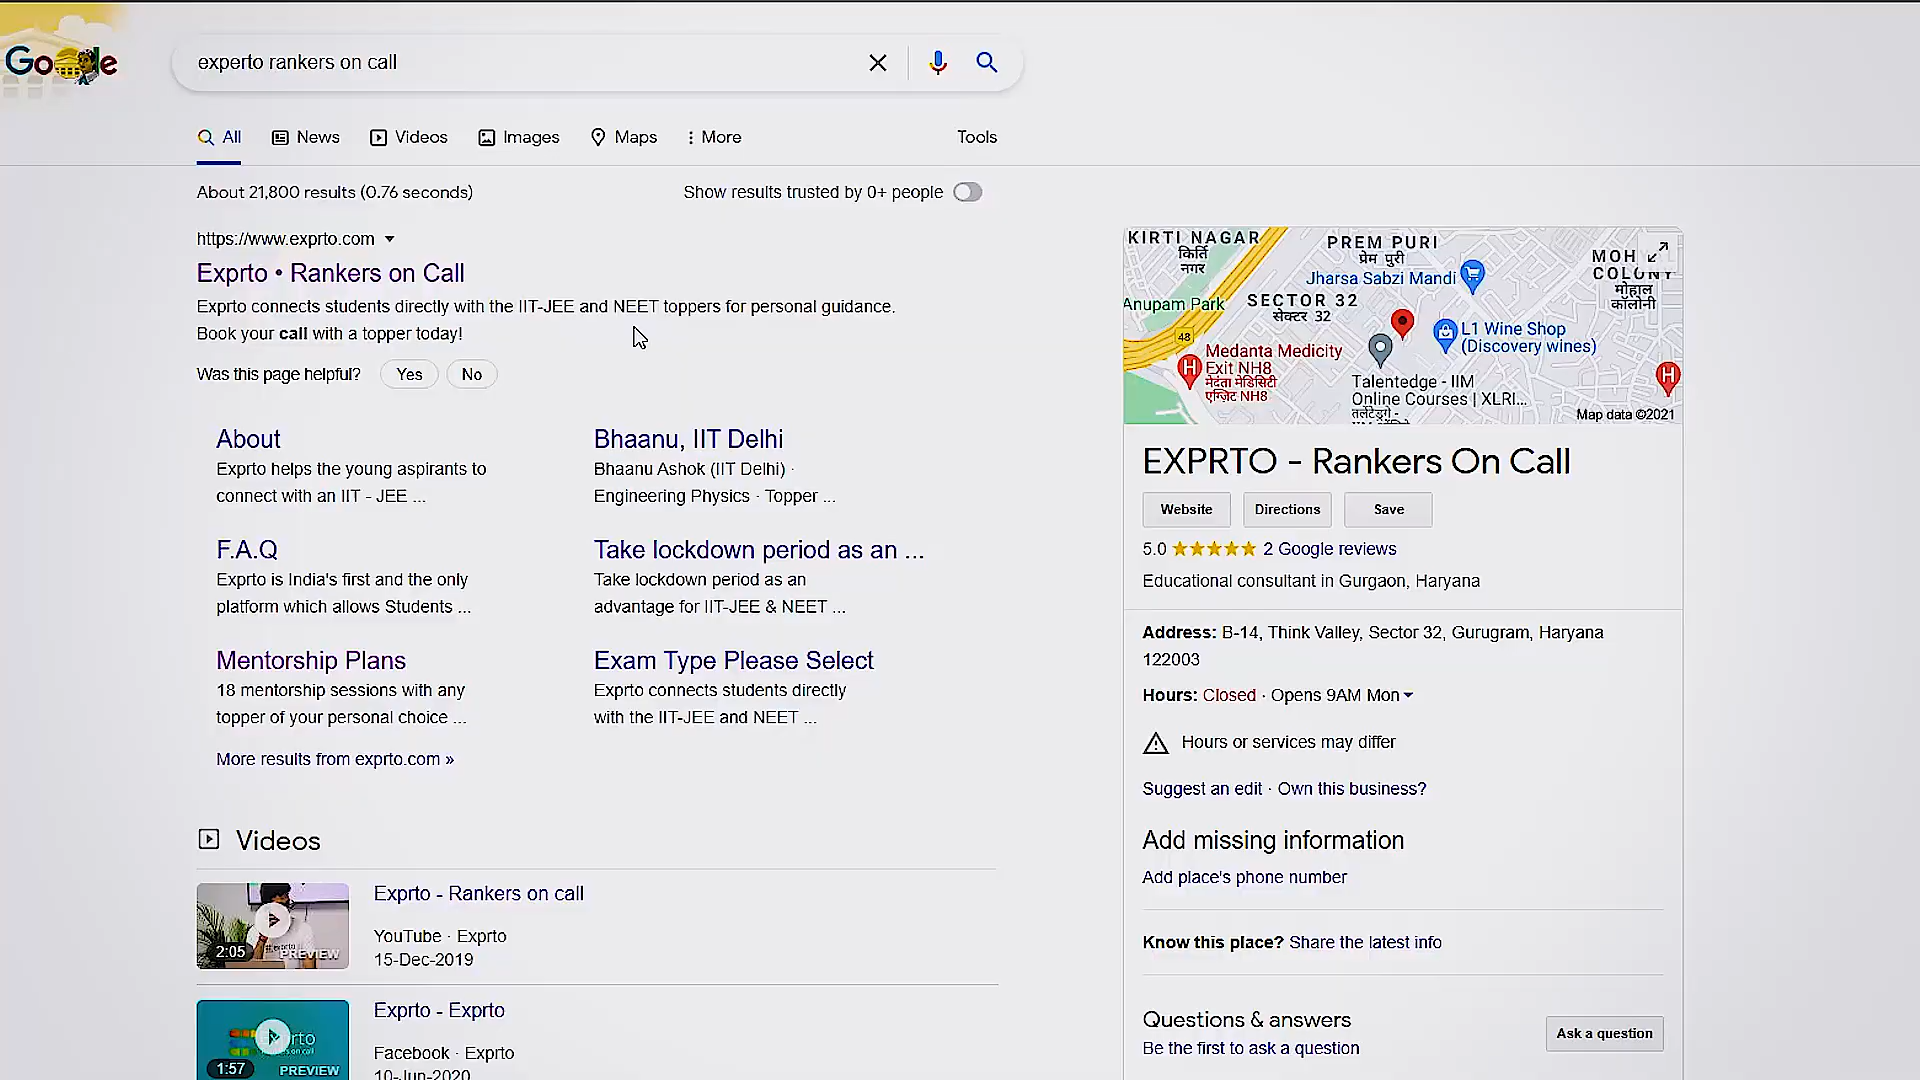 Google
experto rankers on call
All
News
Videos
Images
Maps
More
Tools
About 21,800 results (0.76 seconds)
Show results trusted by 0+ people
https://www.exprto.com
Exprto • Rankers on Call
Exprto connects students directly with the IIT-JEE and NEET toppers for personal guidance.
Book your call with a topper today!
Was this page helpful?
Yes
No
About
Exprto helps the young aspirants to
connect with an IIT - JEE ...
Bhaanu, IIT Delhi
Bhaanu Ashok (IIT Delhi) ·
Engineering Physics · Topper ...
F.A.Q
Exprto is India's first and the only
platform which allows Students ...
Take lockdown period as an ...
Take lockdown period as an
advantage for IIT-JEE & NEET ...
Mentorship Plans
18 mentorship sessions with any
topper of your personal choice ...
Exam Type Please Select
Exprto connects students directly
with the IIT-JEE and NEET ...
More results from exprto.com »
Videos
2:05
PREVIEW
Exprto - Rankers on call
YouTube · Exprto
15-Dec-2019
1:57
PREVIEW
Exprto - Exprto
Facebook · Exprto
10-Jun-2020
KIRTI NAGAR
किर्ति
नगर
PREM PURI
प्रेम पुरी
Jharsa Sabzi Mandi
COLONY
मोहाल
कॉलोनी
Anupam Park
SECTOR 32
सेक्टर 32
48
L1 Wine Shop
(Discovery wines)
Medanta Medicity
Exit NH8
मेदंता मेडिसिटी
एग्ज़िट NH8
H
H
Talentedge - IIM
Online Courses | XLRI...
Map data ©2021
EXPRTO - Rankers On Call
Website
Directions
Save
5.0
2 Google reviews
Educational consultant in Gurgaon, Haryana
Address: B-14, Think Valley, Sector 32, Gurugram, Haryana
122003
Hours: Closed · Opens 9AM Mon
Hours or services may differ
Suggest an edit · Own this business?
Add missing information
Add place's phone number
Know this place? Share the latest info
Questions & answers
Be the first to ask a question
Ask a question